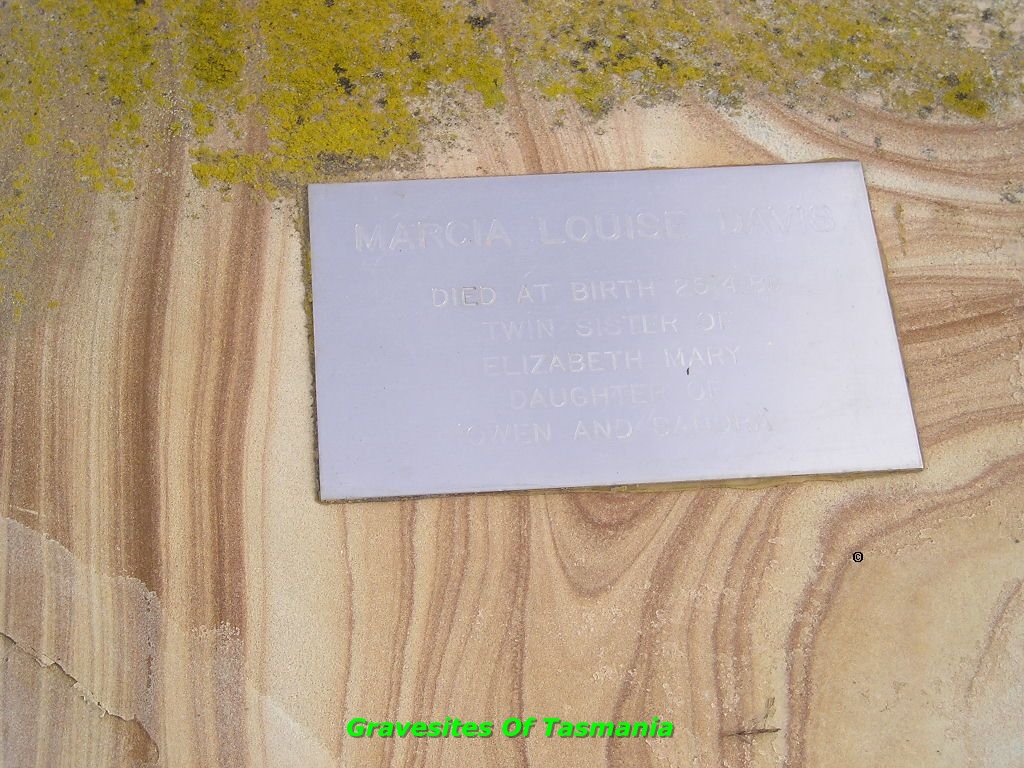 MARCIA LOUISE DAVIS
DIED AT BIRTH
TWIN SISTER OF
ELIZABETH MARY
DAUGHTER OF
OWEN AND SANDRA
©
Gravesites Of Tasmania